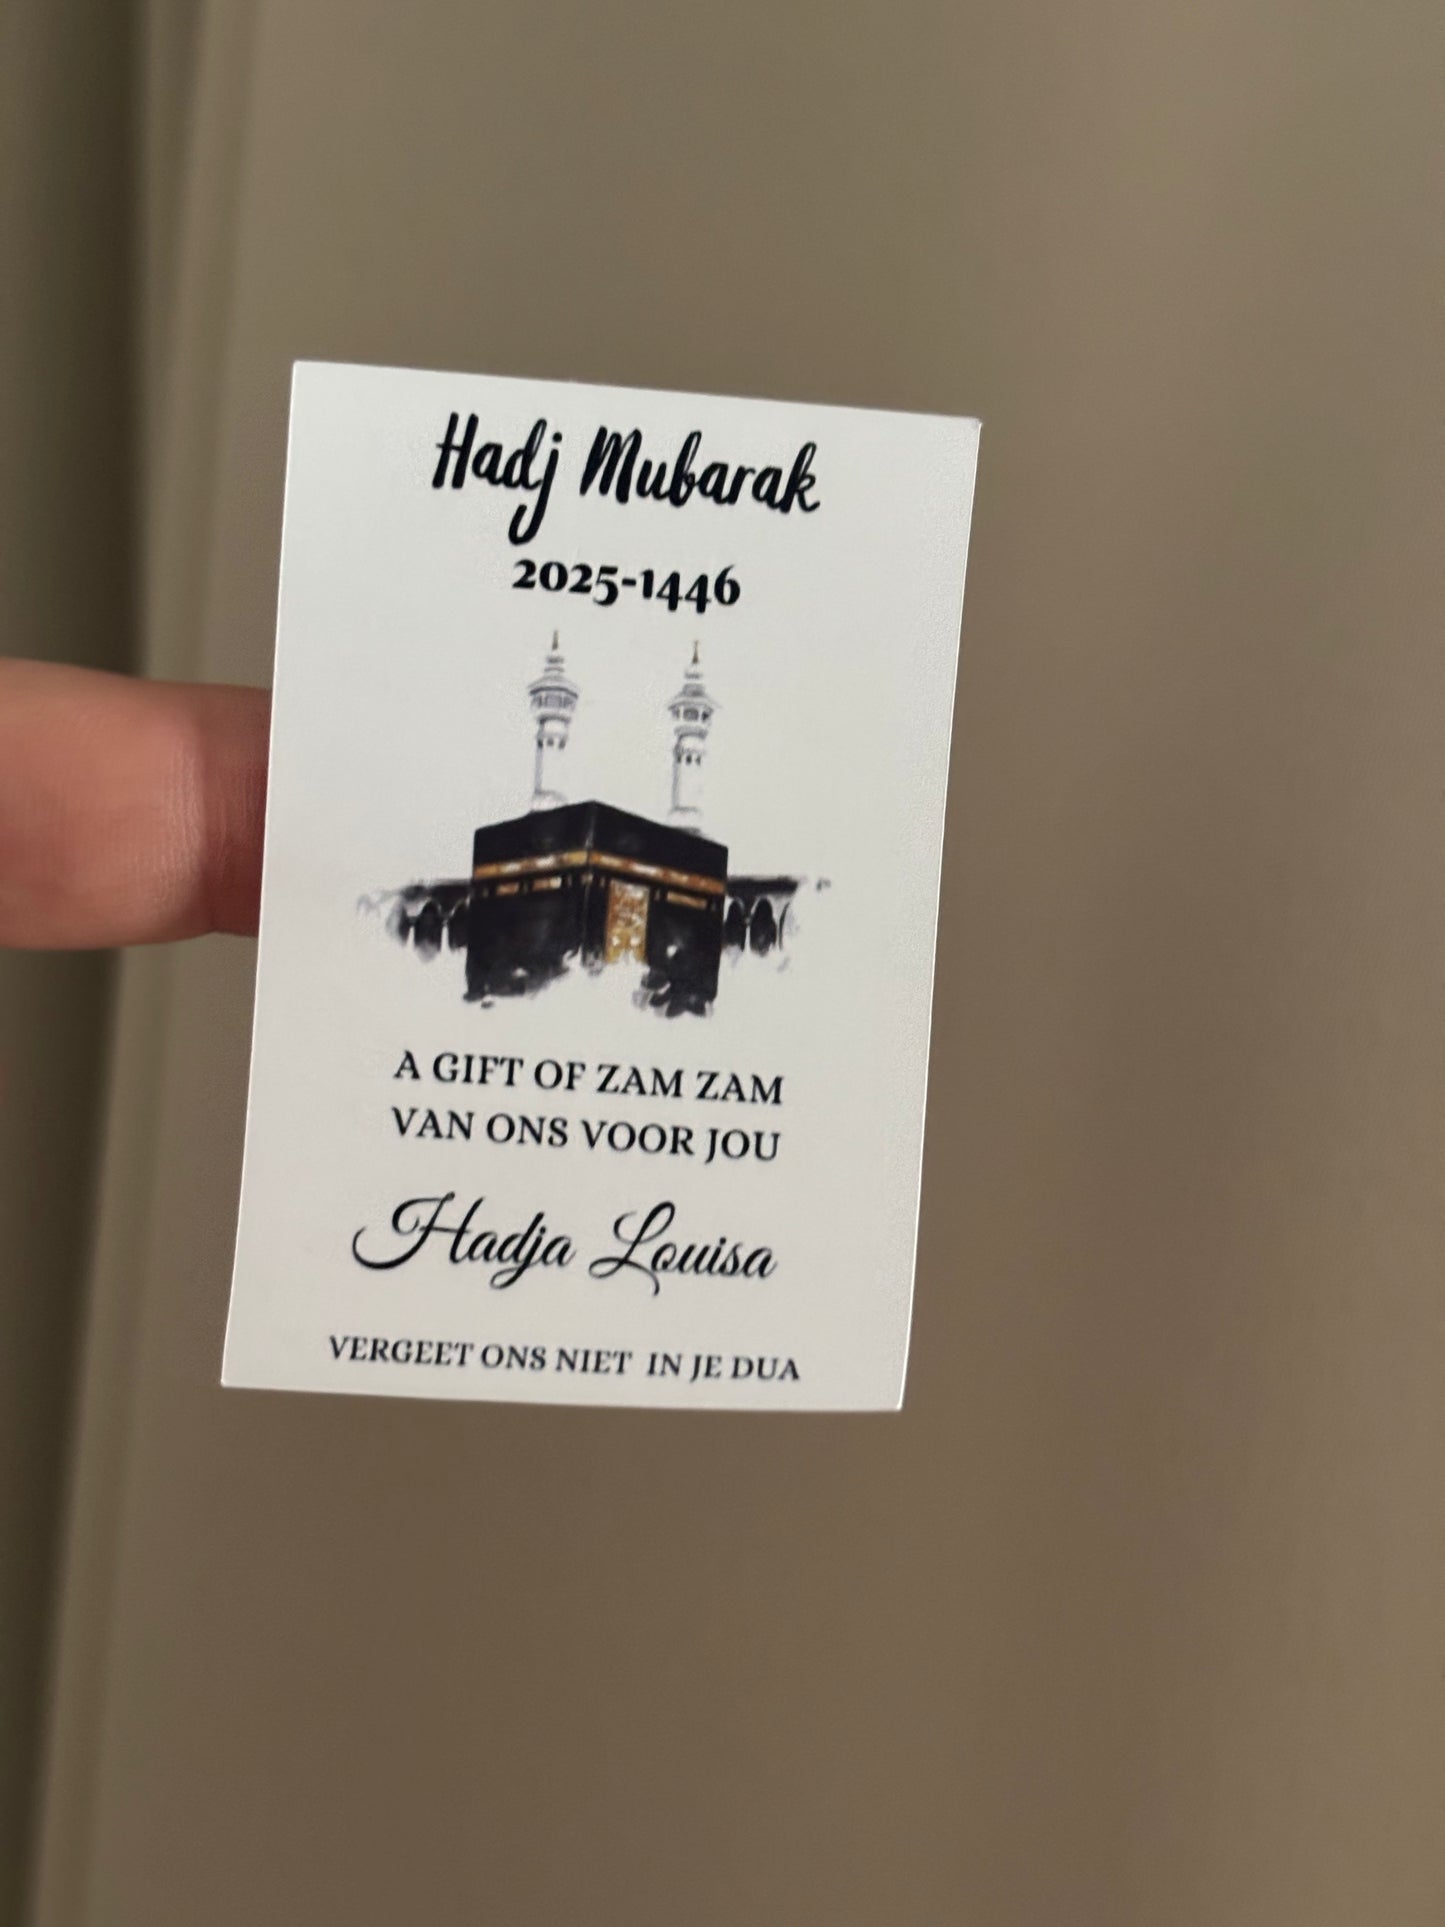 Hadj Mubarak
2025-1446
A GIFT OF ZAM ZAM
VAN ONS VOOR JOU
Hadja Louisa
VERGEET ONS NIET IN JE DUA